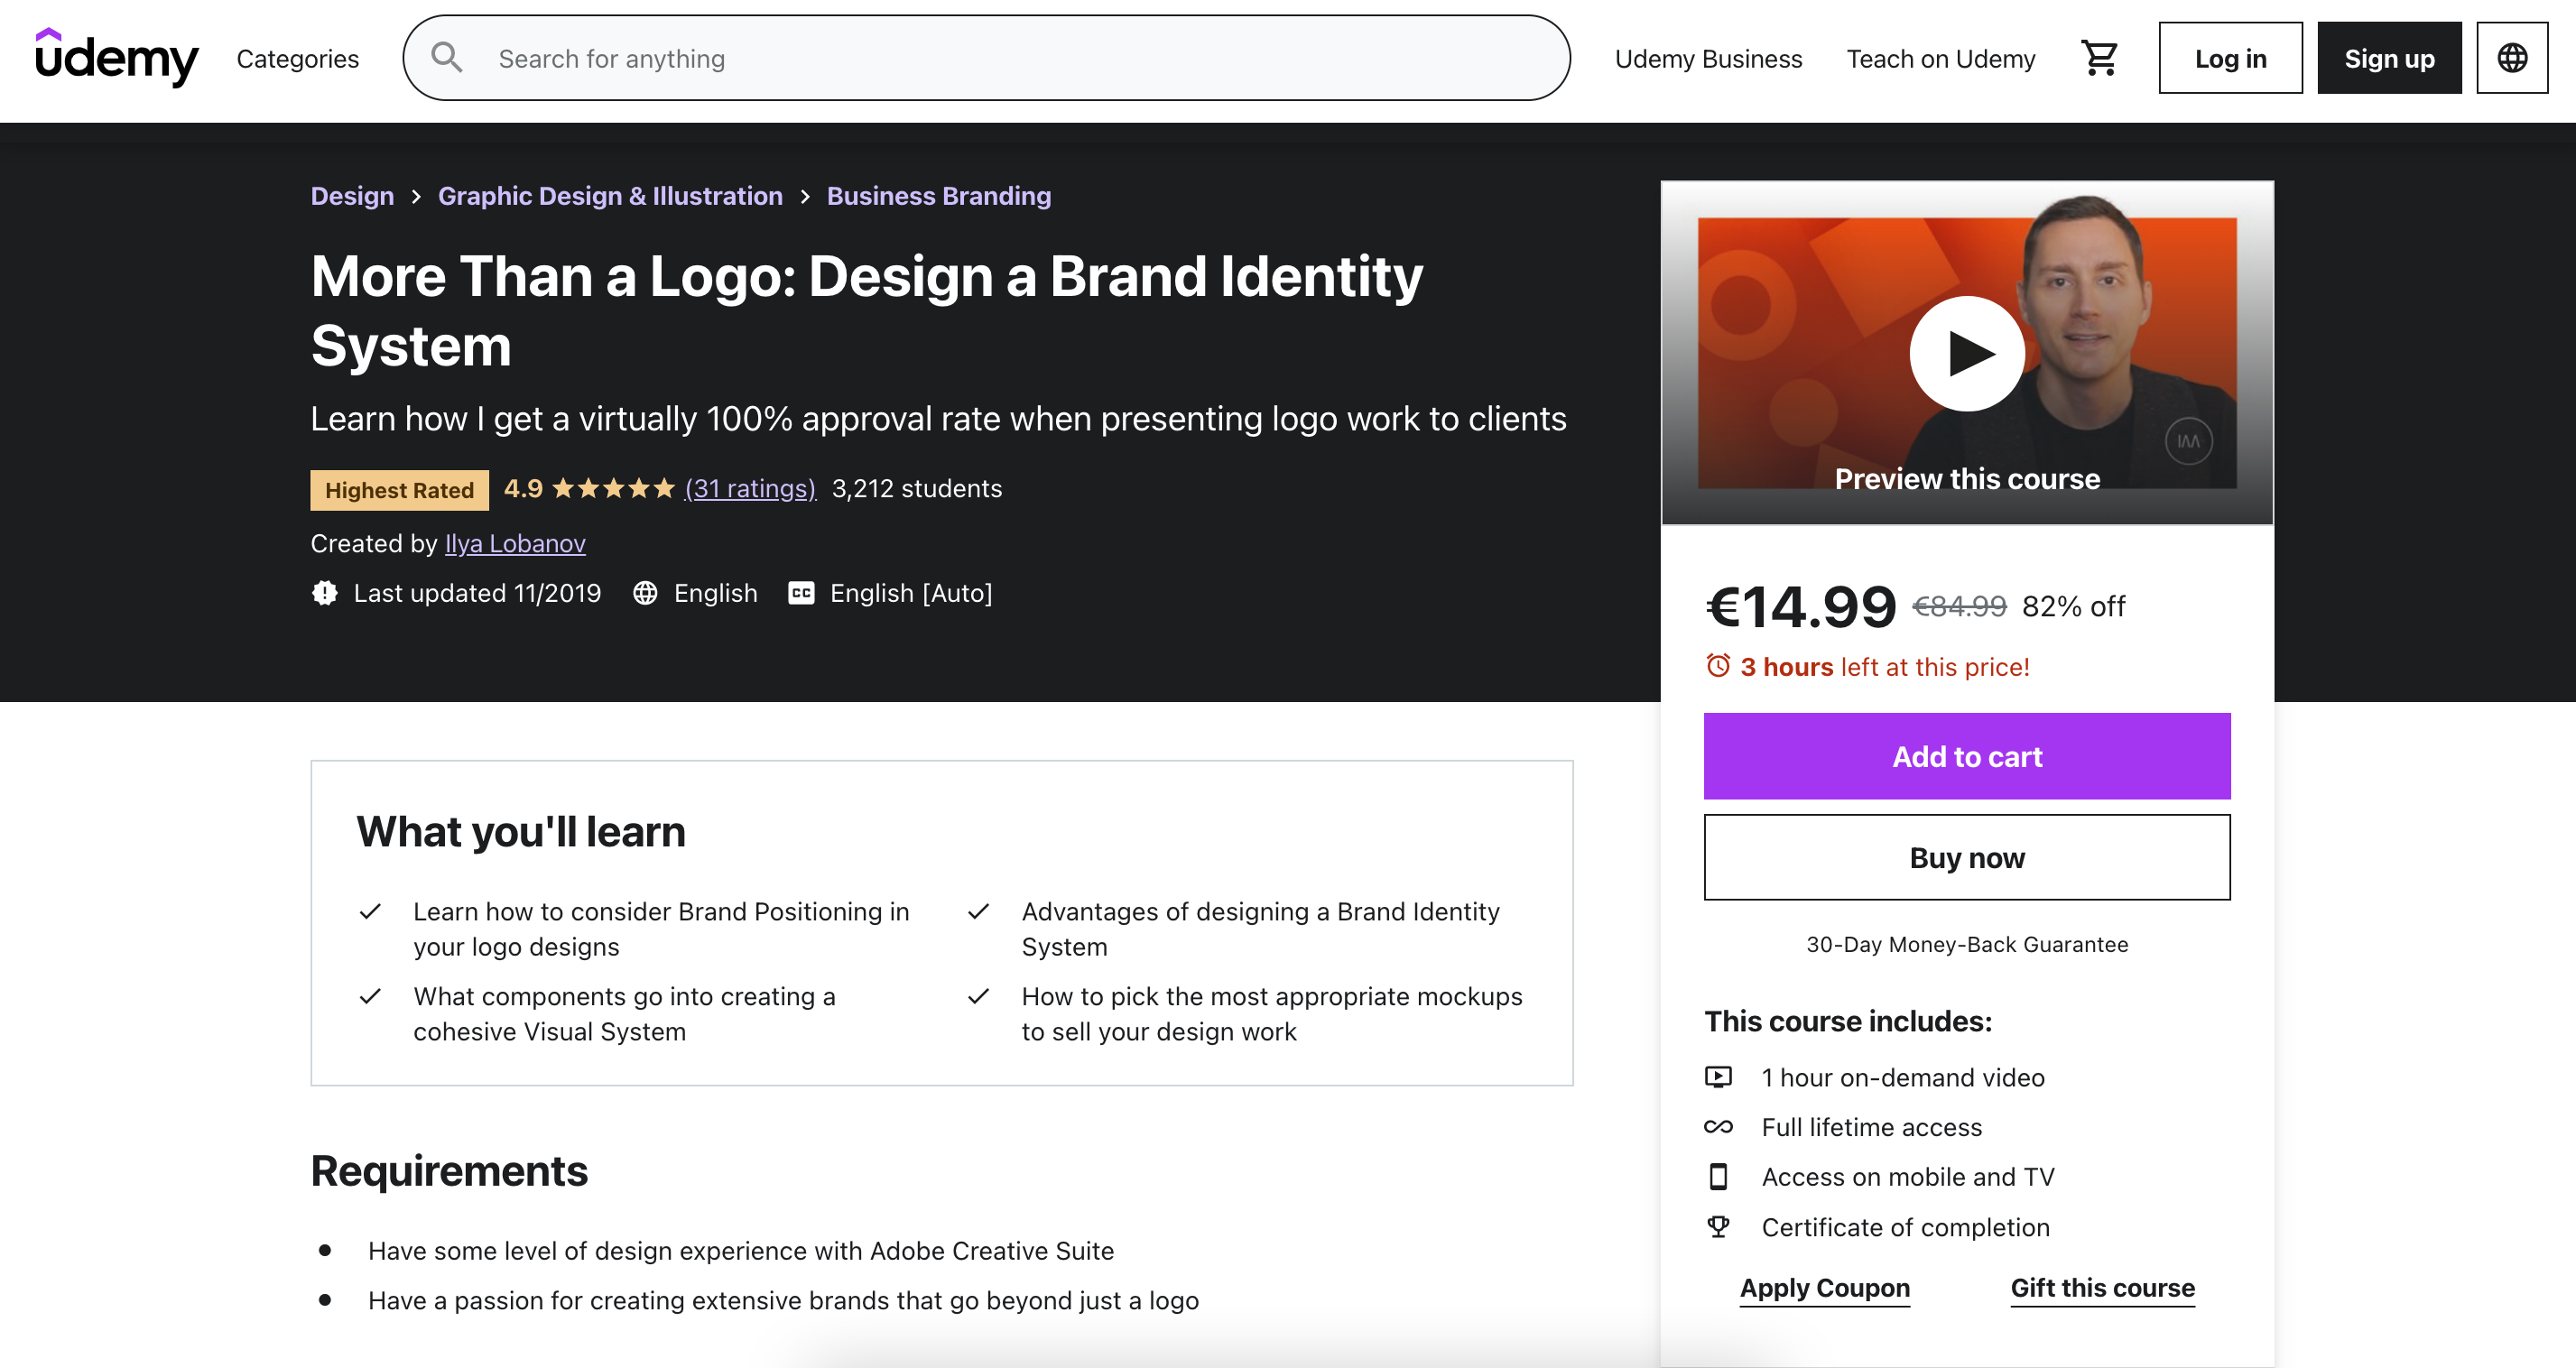 udemy
Categories
Search for anything
Udemy Business
Teach on Udemy
Log in
Sign up
Design > Graphic Design & Illustration > Business Branding
More Than a Logo: Design a Brand Identity
System
Learn how I get a virtually 100% approval rate when presenting logo work to clients
Highest Rated 4.9 (31 ratings) 3,212 students
Created by Ilya Lobanov
Last updated 11/2019 English CC English [Auto]
Preview this course
€14.99 €84.99 82% off
3 hours left at this price!
Add to cart
Buy now
30-Day Money-Back Guarantee
This course includes:
1 hour on-demand video
Full lifetime access
Access on mobile and TV
Certificate of completion
Apply Coupon
Gift this course
What you'll learn
Learn how to consider Brand Positioning in
your logo designs
What components go into creating a
cohesive Visual System
Advantages of designing a Brand Identity
System
How to pick the most appropriate mockups
to sell your design work
Requirements
Have some level of design experience with Adobe Creative Suite
Have a passion for creating extensive brands that go beyond just a logo